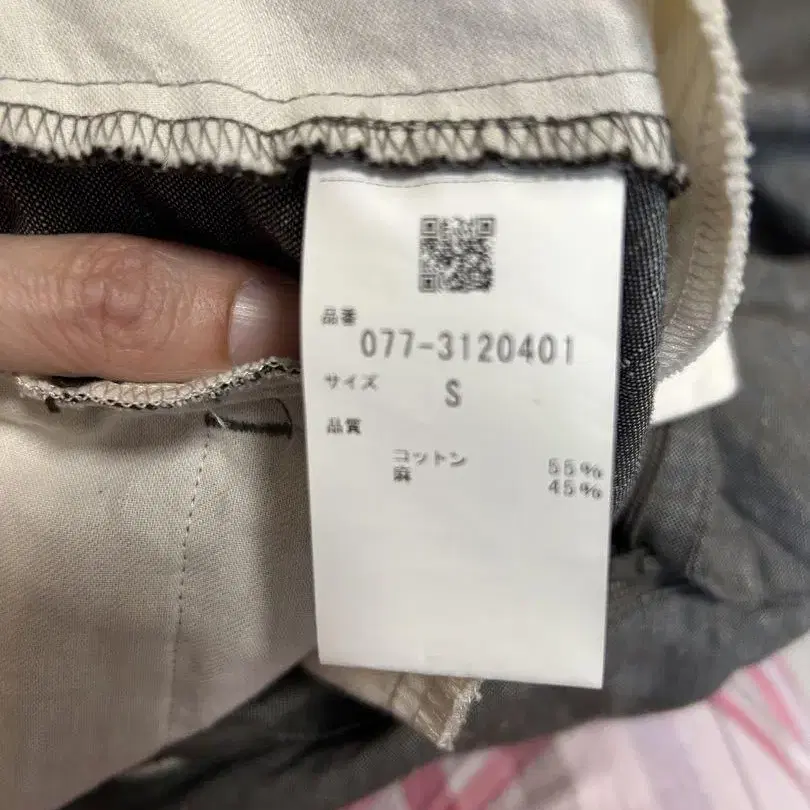 品番
077-3120401
サイズ S
品質
コットン 55%
麻 45%